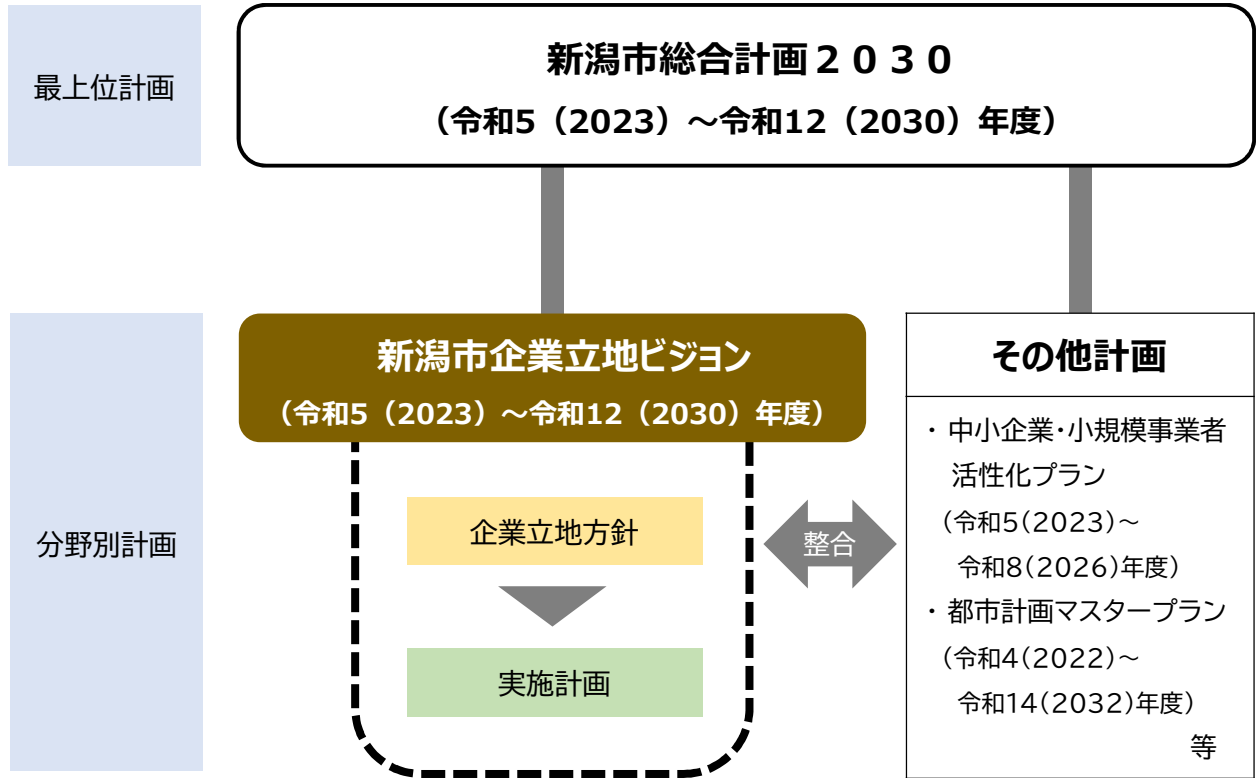 最上位計画
新潟市総合計画2030
(令和5(2023)~令和12(2030)年度)
分野別計画
新潟市企業立地ビジョン
(令和5(2023)~令和12(2030)年度)
企業立地方針
実施計画
整合
その他計画
・中小企業・小規模事業者
活性化プラン
(令和5(2023)~
令和8(2026)年度)
・都市計画マスタープラン
(令和4(2022)~
令和14(2032)年度)
等